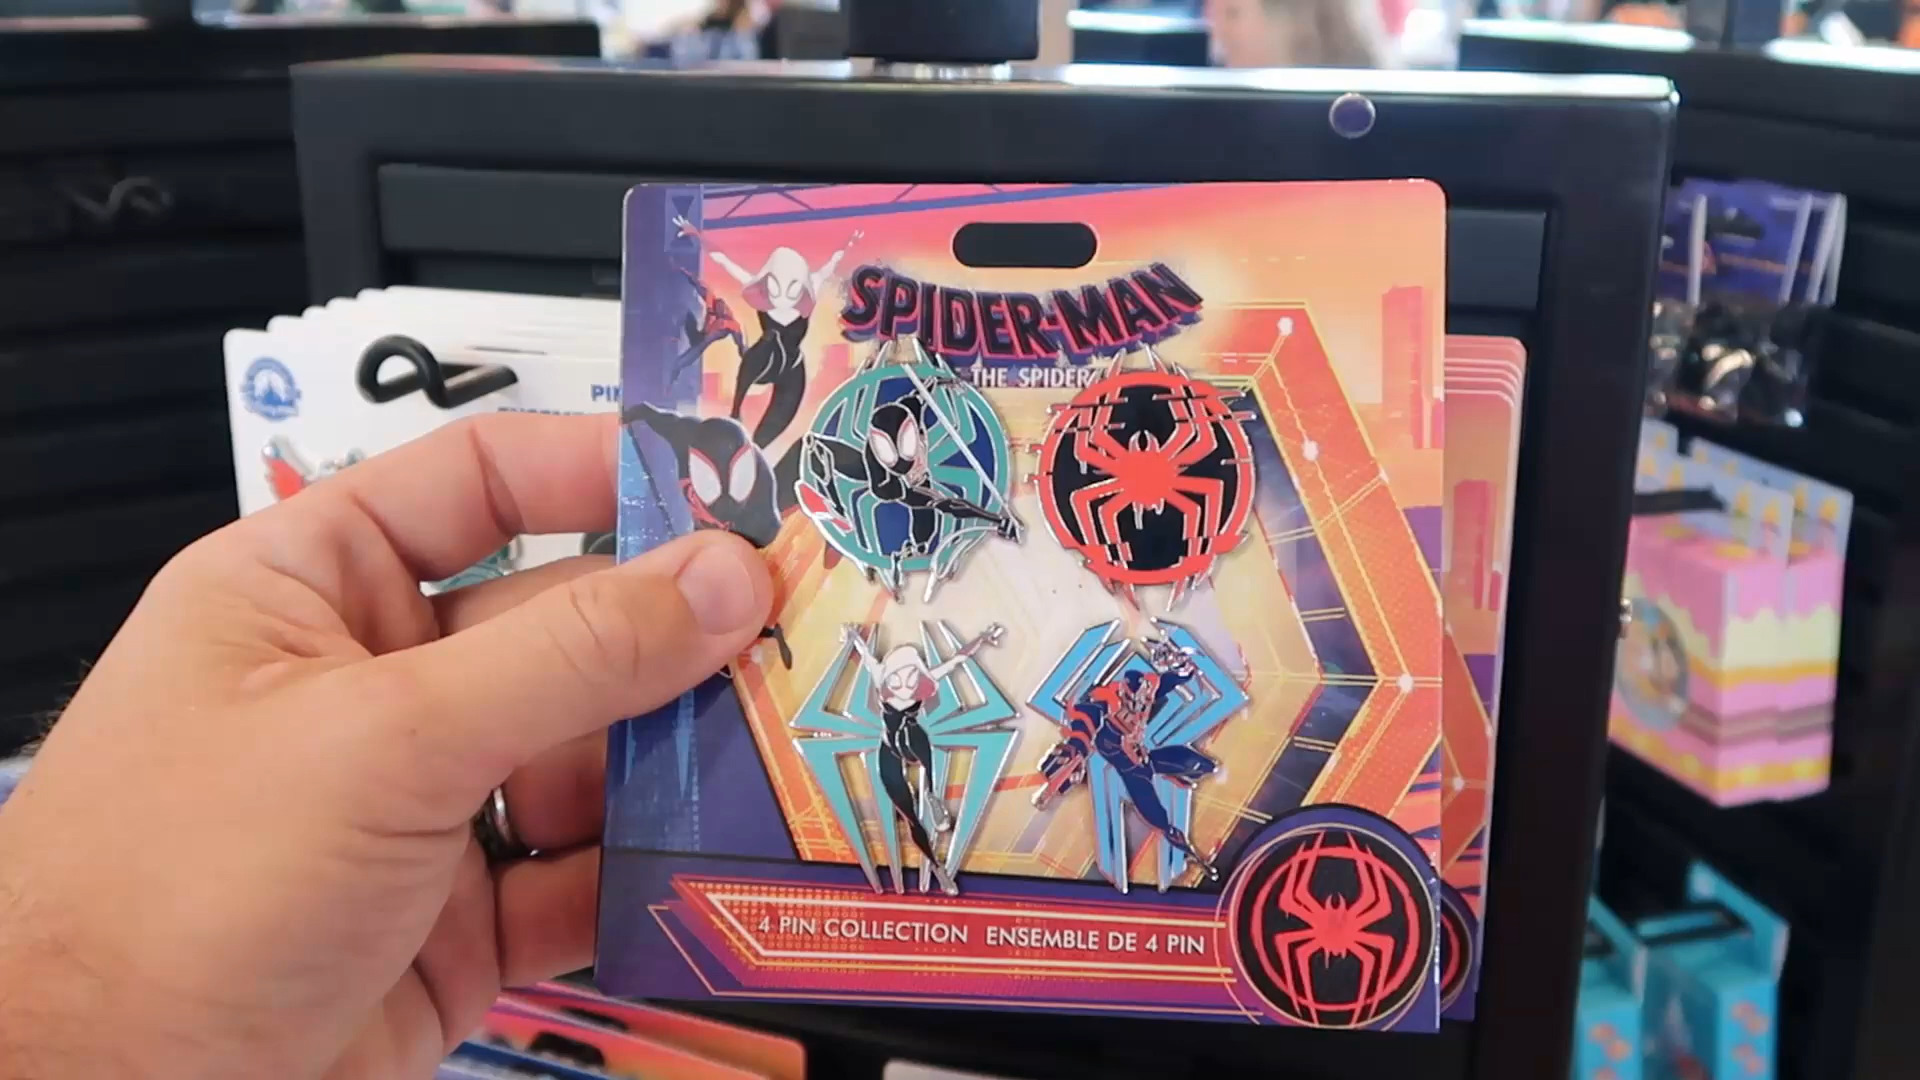 SPIDER-MAN
THE SPIDER
4 PIN COLLECTION ENSEMBLE DE 4 PIN